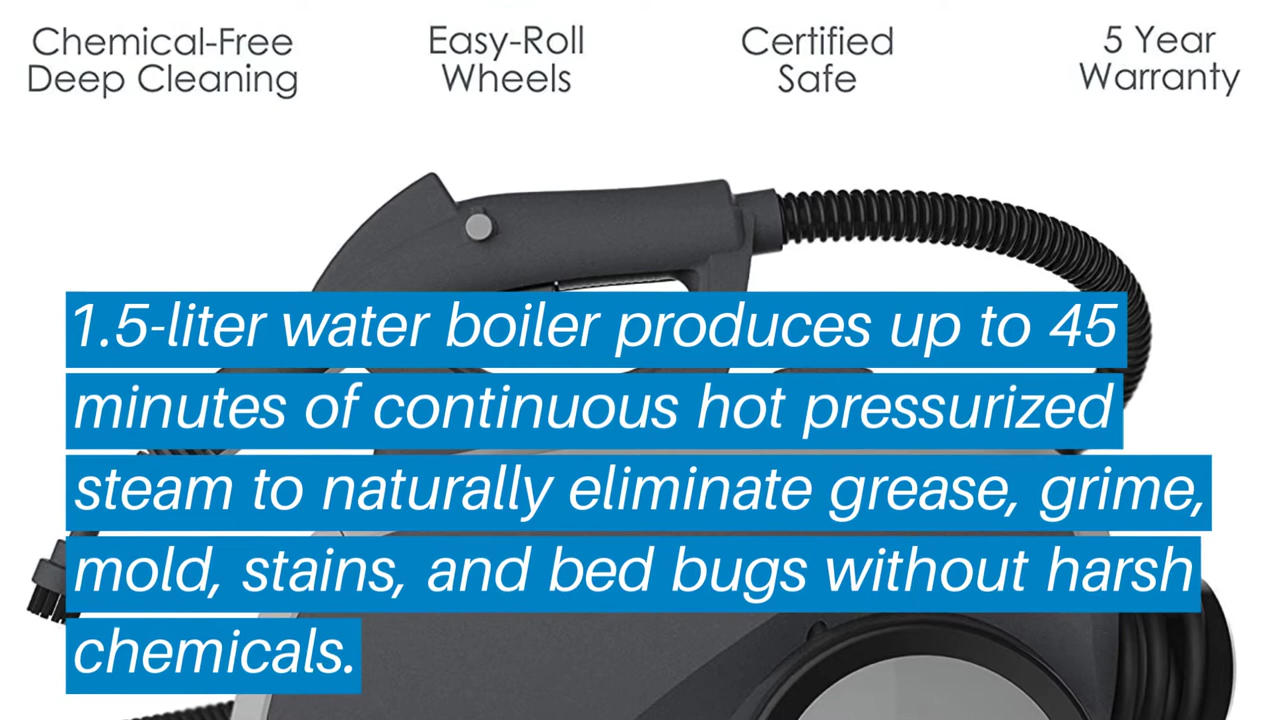 Chemical-Free Easy-Roll Certified 5 Year
Deep Cleaning Wheels Safe Warranty
1.5-liter water boiler produces up to 45
minutes of continuous hot pressurized
steam to naturally eliminate grease, grime,
mold, stains, and bed bugs without harsh
chemicals.